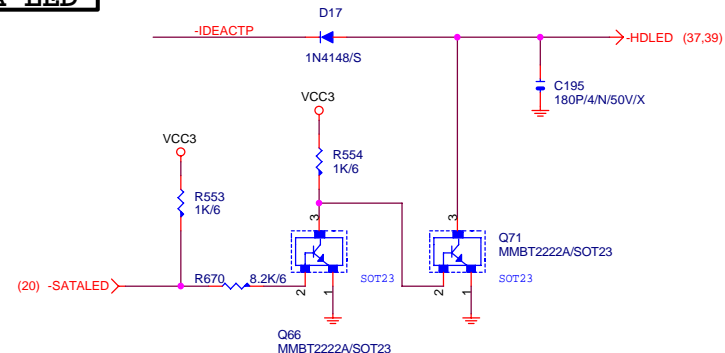 LED
D17
-IDEACTP
-HDLED (37,39)
1N4148/S
C195
180P/4/N/50V/X
VCC3
VCC3
R554
1K/6
R553
1K/6
3
3
Q71
MMBT2222A/SOT23
SOT23
SOT23
R670 8.2K/6
(20) -SATALED
2
1
2
1
Q66
MMBT2222A/SOT23